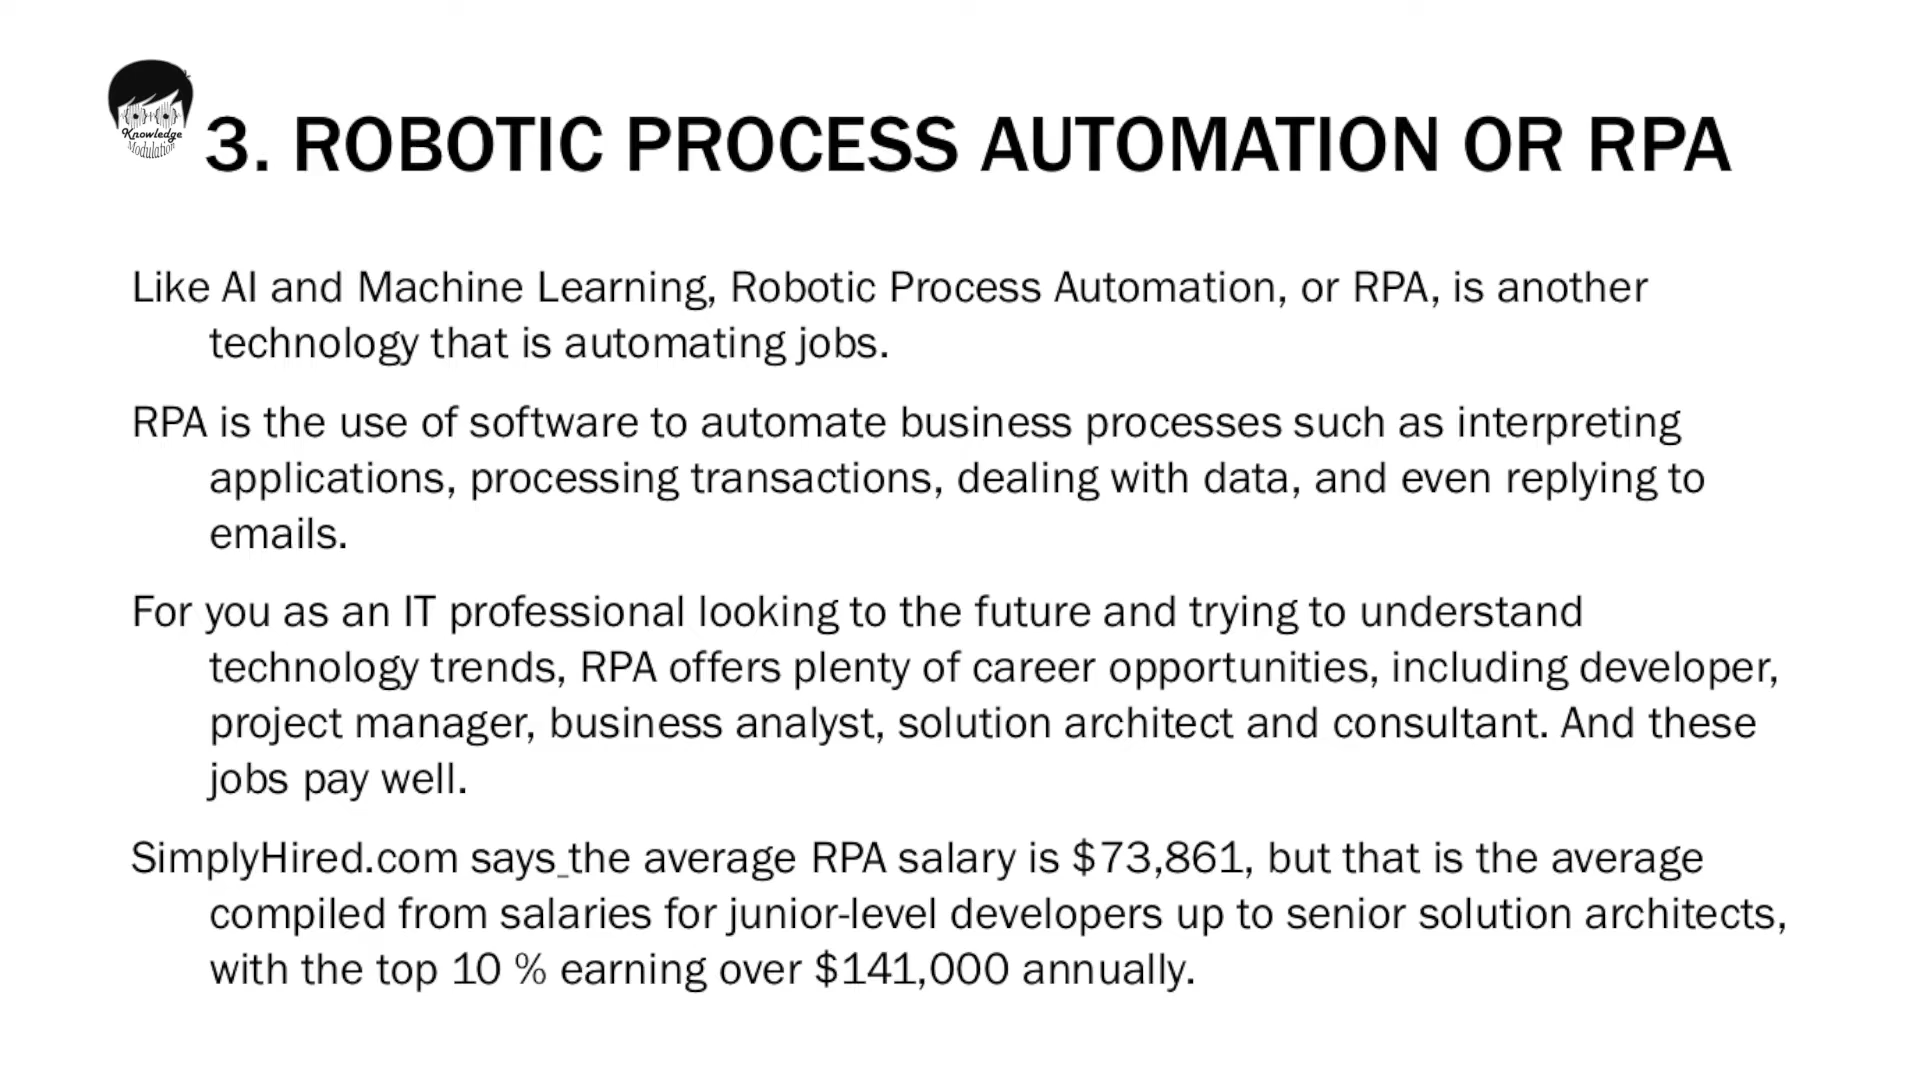 Knowledge
Modulation
3. ROBOTIC PROCESS AUTOMATION OR RPA
Like AI and Machine Learning, Robotic Process Automation, or RPA, is another
technology that is automating jobs.
RPA is the use of software to automate business processes such as interpreting
applications, processing transactions, dealing with data, and even replying to
emails.
For you as an IT professional looking to the future and trying to understand
technology trends, RPA offers plenty of career opportunities, including developer,
project manager, business analyst, solution architect and consultant. And these
jobs pay well.
SimplyHired.com says the average RPA salary is $73,861, but that is the average
compiled from salaries for junior-level developers up to senior solution architects,
with the top 10 % earning over $141,000 annually.